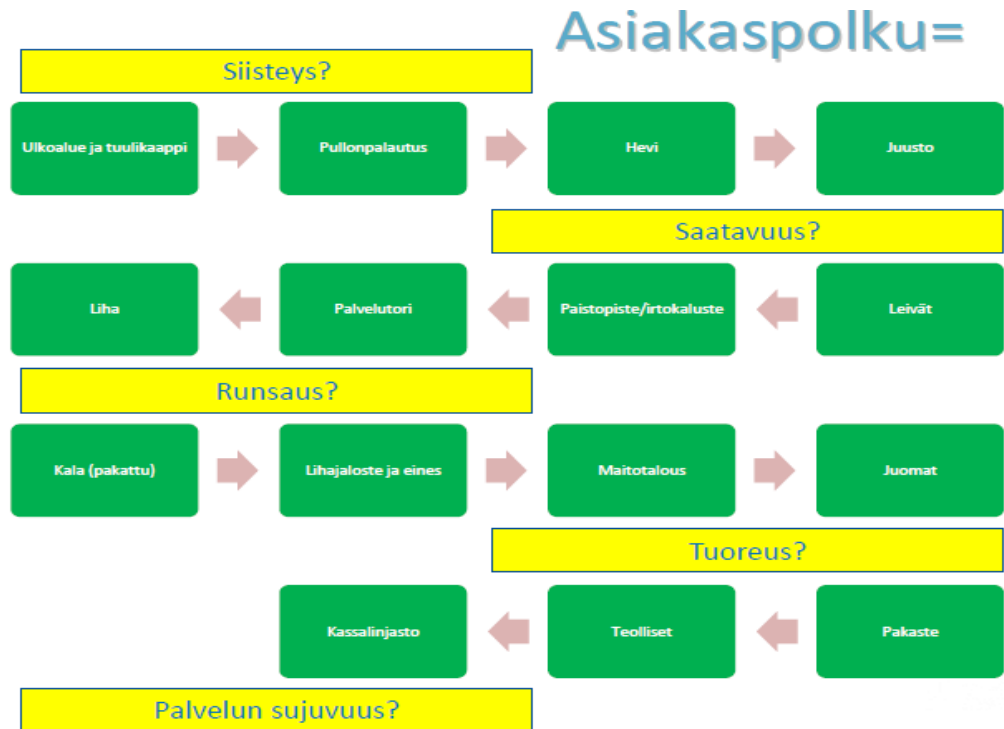 Asiakaspolku=
Siisteys?
Ulkoalue ja tuulikaappi
Pullonpalautus
Hevi
Juusto
Saatavuus?
Liha
Palvelutori
Paistopiste/irtokaluste
Leivät
Runsaus?
Kala (pakattu)
Lihajaloste ja eines
Maitotalous
Juomat
Tuoreus?
Kassalinjasto
Teolliset
Pakaste
Palvelun sujuvuus?